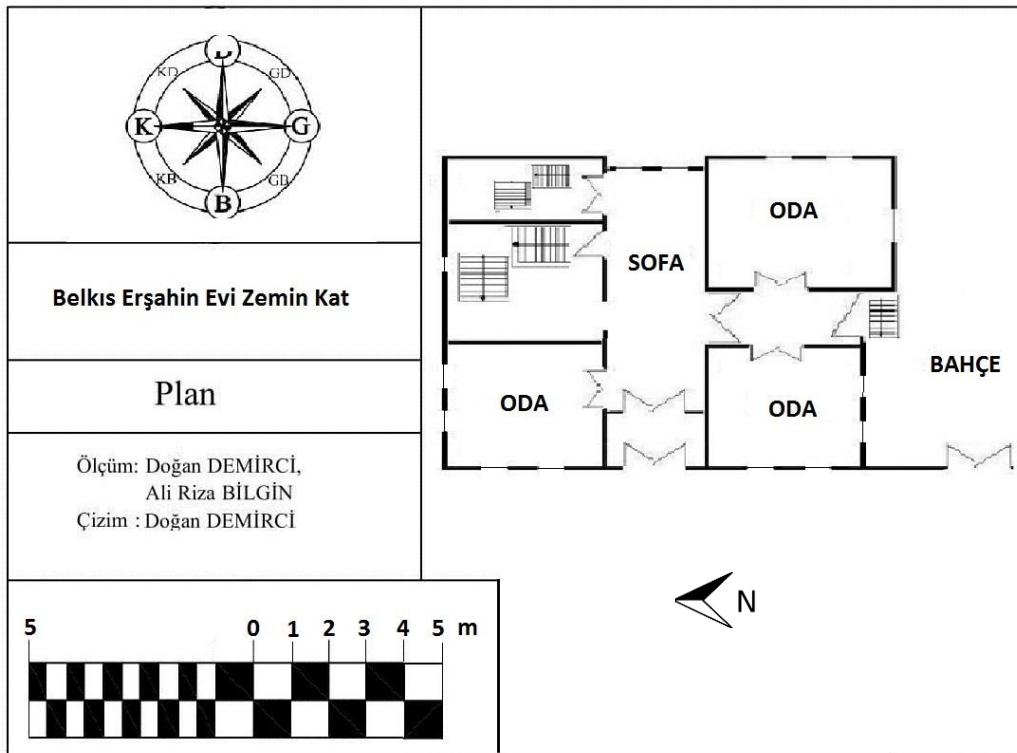 D
KD
GD
K
G
KB
GB
B
Belkıs Erşahin Evi Zemin Kat
Plan
Ölçüm: Doğan DEMİRCİ,
Ali Riza BİLGİN
Çizim : Doğan DEMİRCİ
5 0 1 2 3 4 5 m
ODA
SOFA
BAHÇE
ODA
ODA
N